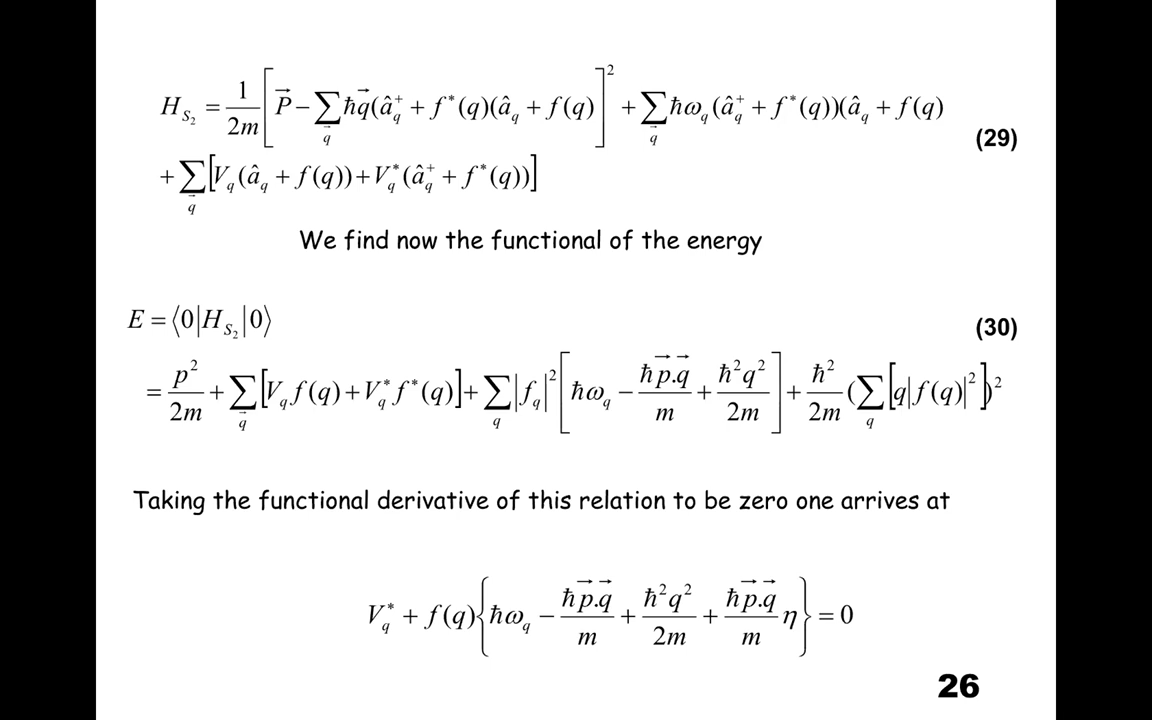 H_{S_2} = \frac{1}{2m} \left[ \vec{P} - \sum_{\vec{q}} \hbar \vec{q} (\hat{a}_q^+ + f^*(q)(\hat{a}_q + f(q) \right]^2 + \sum_{\vec{q}} \hbar \omega_q (\hat{a}_q^+ + f^*(q))(\hat{a}_q + f(q)
(29)
+ \sum_{\vec{q}} \left[ V_q (\hat{a}_q + f(q)) + V_q^* (\hat{a}_q^+ + f^*(q)) \right]
We find now the functional of the energy
E = \langle 0 | H_{S_2} | 0 \rangle
(30)
= \frac{p^2}{2m} + \sum_{\vec{q}} \left[ V_q f(q) + V_q^* f^*(q) \right] + \sum_q |f_q|^2 \left[ \hbar \omega_q - \frac{\hbar \vec{p}.\vec{q}}{m} + \frac{\hbar^2 q^2}{2m} \right] + \frac{\hbar^2}{2m} ( \sum_q \left[ q |f(q)|^2 \right] )^2
Taking the functional derivative of this relation to be zero one arrives at
V_q^* + f(q) \left\{ \hbar \omega_q - \frac{\hbar \vec{p}.\vec{q}}{m} + \frac{\hbar^2 q^2}{2m} + \frac{\hbar \vec{p}.\vec{q}}{m} \eta \right\} = 0
26